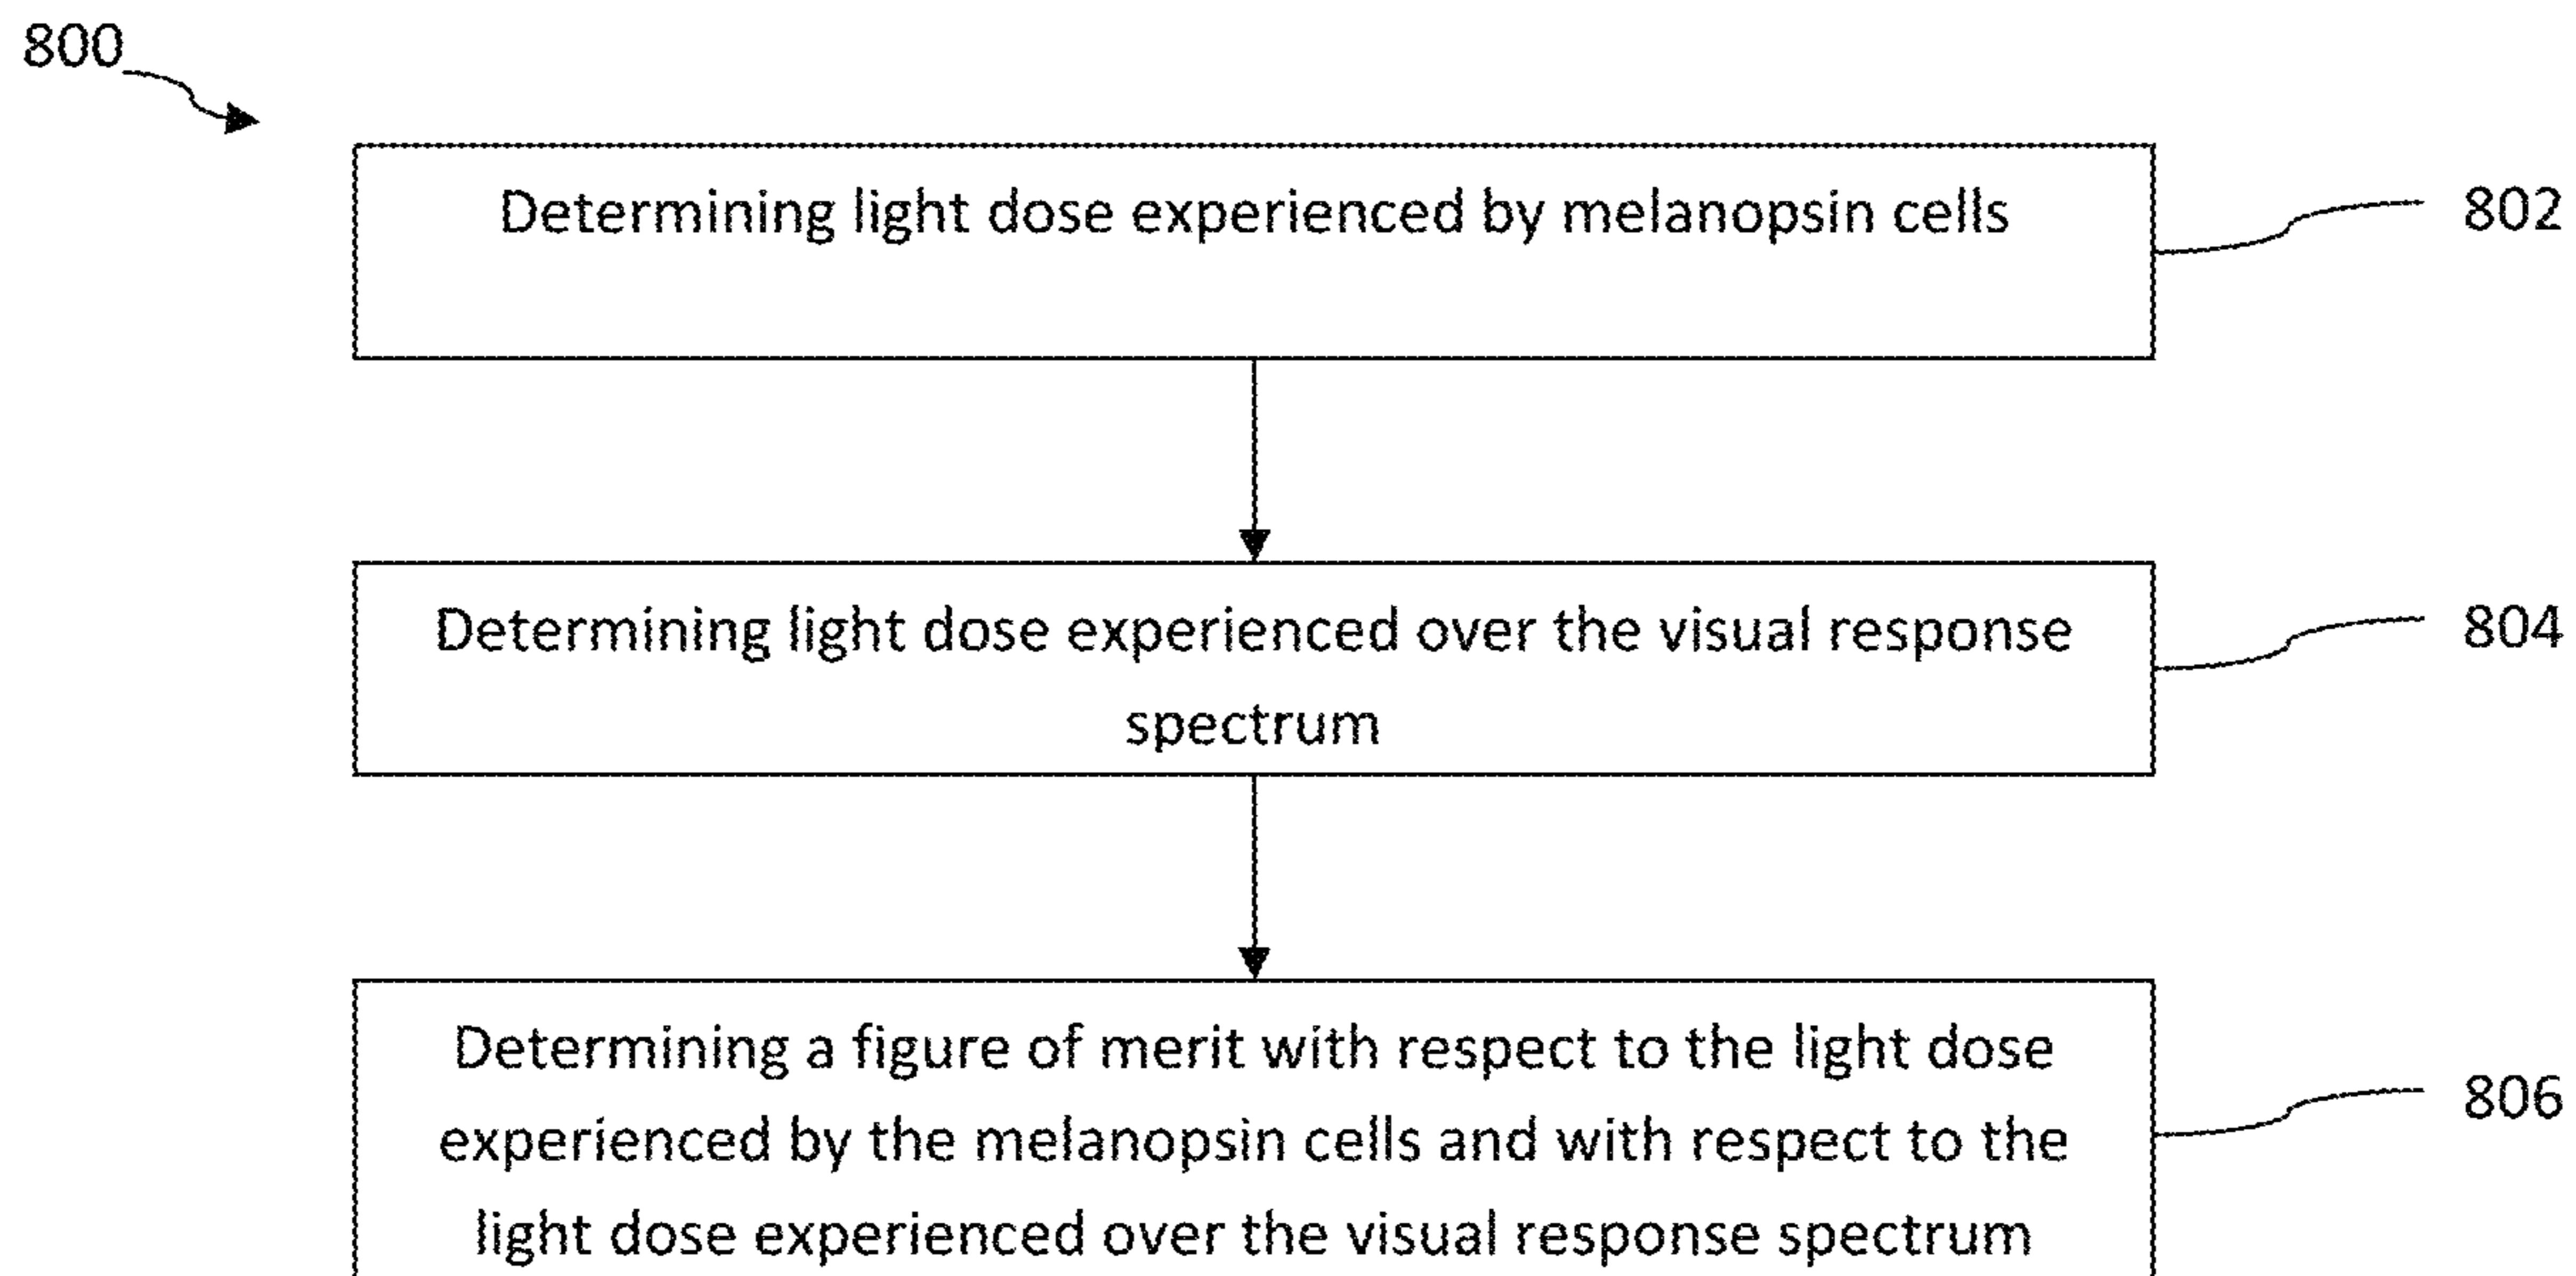 800
Determining light dose experienced by melanopsin cells
802
Determining light dose experienced over the visual response
spectrum
804
Determining a figure of merit with respect to the light dose
experienced by the melanopsin cells and with respect to the
light dose experienced over the visual response spectrum
806